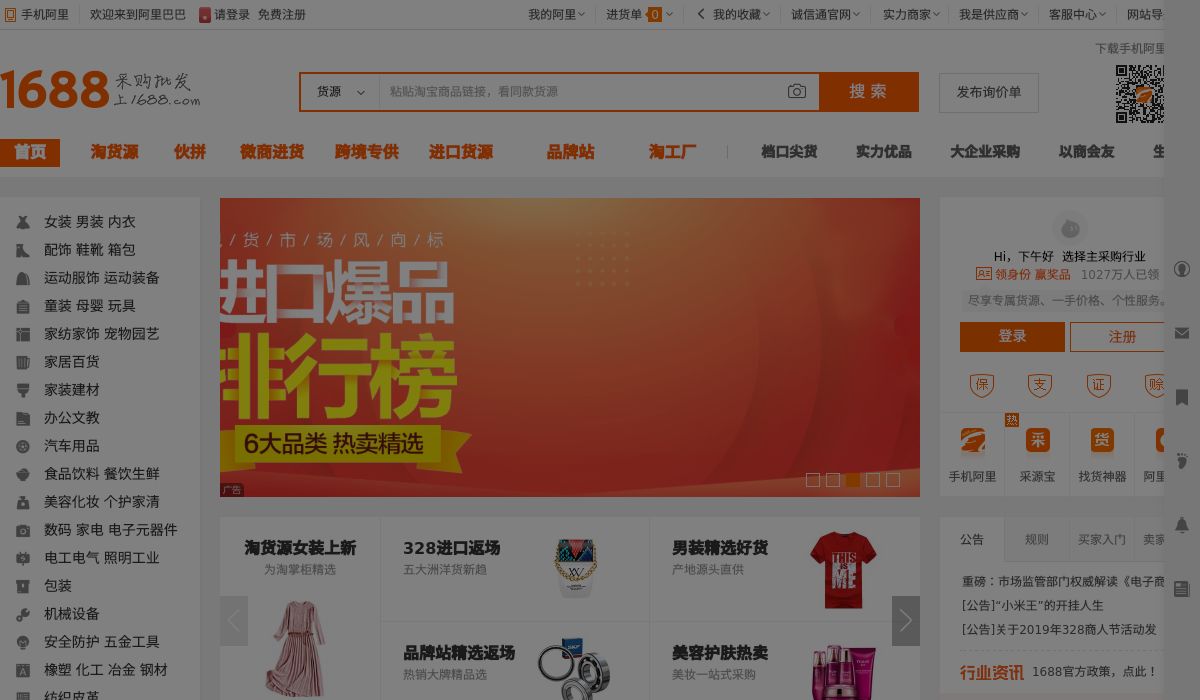 手机阿里 欢迎来到阿里巴巴 请登录 免费注册 我的阿里 进货单 0 我的收藏 诚信通官网 实力商家 我是供应商 客服中心 网站导
下载手机阿里
1688 采购批发
上1688.com
货源 粘贴淘宝商品链接，看同款货源 搜索 发布询价单
首页 淘货源 伙拼 微商进货 跨境专供 进口货源 品牌站 淘工厂 档口尖货 实力优品 大企业采购 以商会友 生
女装 男装 内衣
配饰 鞋靴 箱包
运动服饰 运动装备
童装 母婴 玩具
家纺家饰 宠物园艺
家居百货
家装建材
办公文教
汽车用品
食品饮料 餐饮生鲜
美容化妆 个护家清
数码 家电 电子元器件
电工电气 照明工业
包装
机械设备
安全防护 五金工具
橡塑 化工 冶金 钢材
纺织皮革
/ 货 / 市 / 场 / 风 / 向 / 标
进口爆品
排行榜
6大品类 热卖精选
广告
Hi，下午好 选择主采购行业
领身份 赢奖品 1027万人已领
尽享专属货源、一手价格、个性服务。
登录 注册
保 支 证 赊
热
采 货
手机阿里 采源宝 找货神器 阿里
淘货源女装上新
为淘掌柜精选
328进口返场
五大洲洋货新趋
男装精选好货
产地源头直供
THIS
IS
ME
品牌站精选返场
热销大牌精品选
SKF
美容护肤热卖
美妆一站式采购
公告 规则 买家入门 卖家
重磅：市场监管部门权威解读《电子商
[公告]“小米王”的开挂人生
[公告]关于2019年328商人节活动发
行业资讯 1688官方政策，点此！